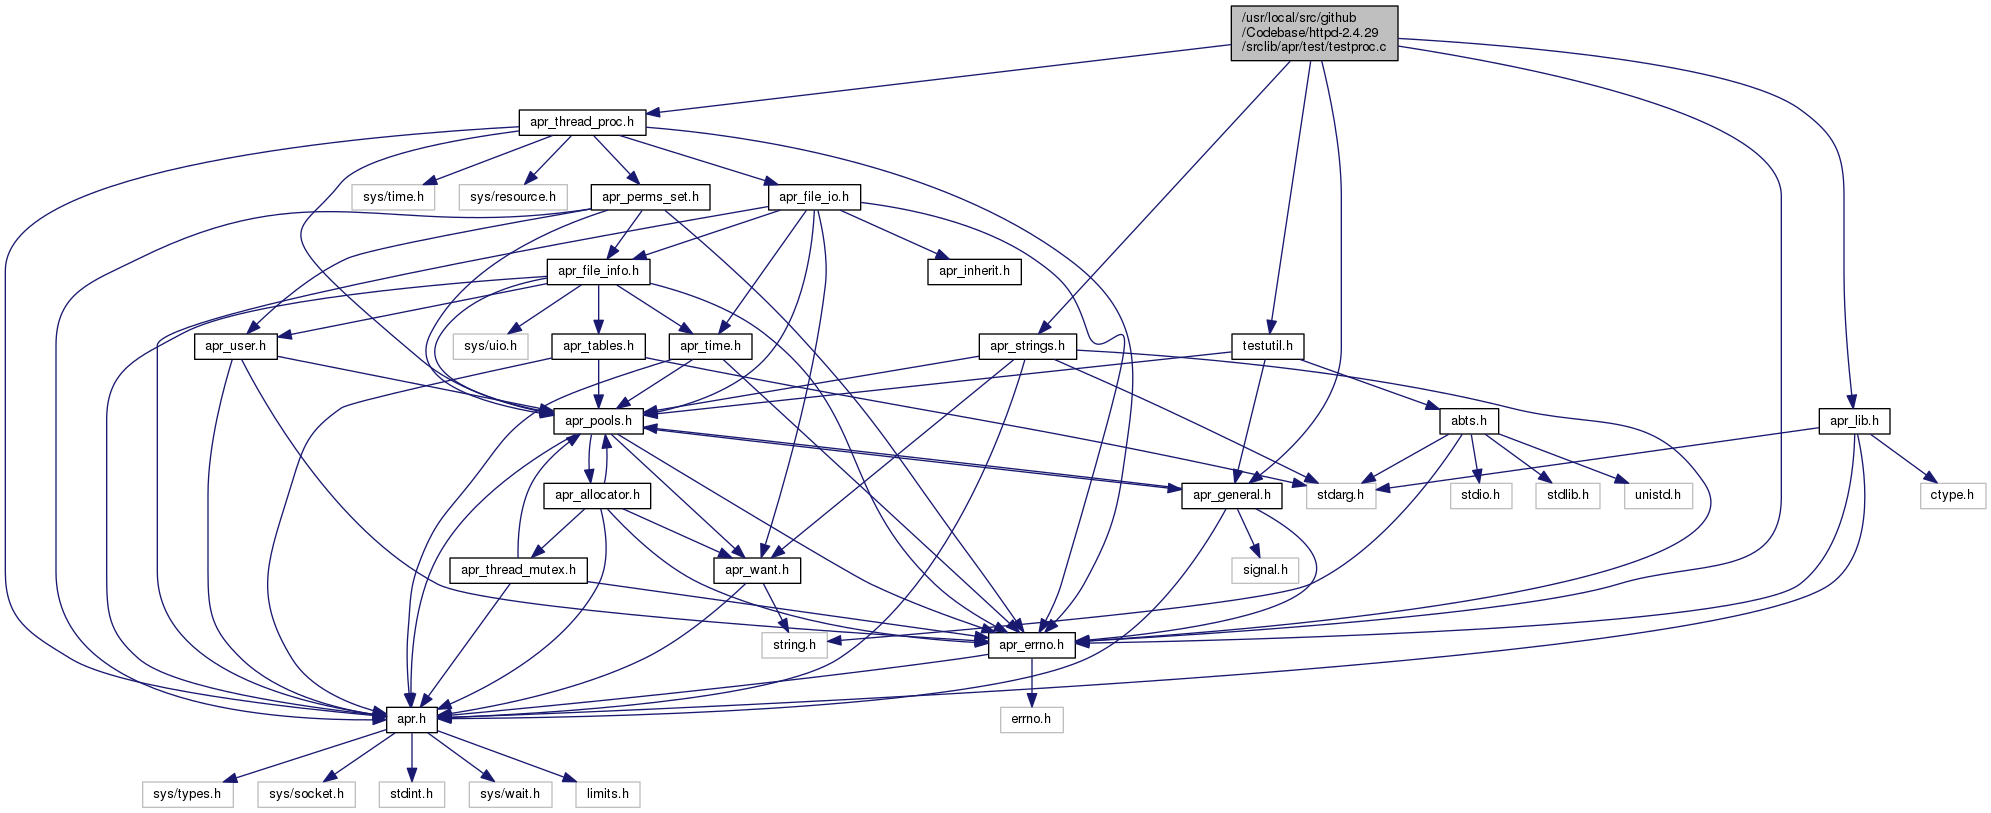 /usr/local/src/github
/Codebase/httpd-2.4.29
/srclib/apr/test/testproc.c
apr_thread_proc.h
sys/time.h
sys/resource.h
apr_perms_set.h
apr_file_io.h
apr_file_info.h
apr_inherit.h
apr_user.h
sys/uio.h
apr_tables.h
apr_time.h
apr_strings.h
testutil.h
apr_pools.h
abts.h
apr_lib.h
apr_allocator.h
apr_general.h
stdarg.h
stdio.h
stdlib.h
unistd.h
ctype.h
apr_thread_mutex.h
apr_want.h
signal.h
string.h
apr_errno.h
apr.h
errno.h
sys/types.h
sys/socket.h
stdint.h
sys/wait.h
limits.h